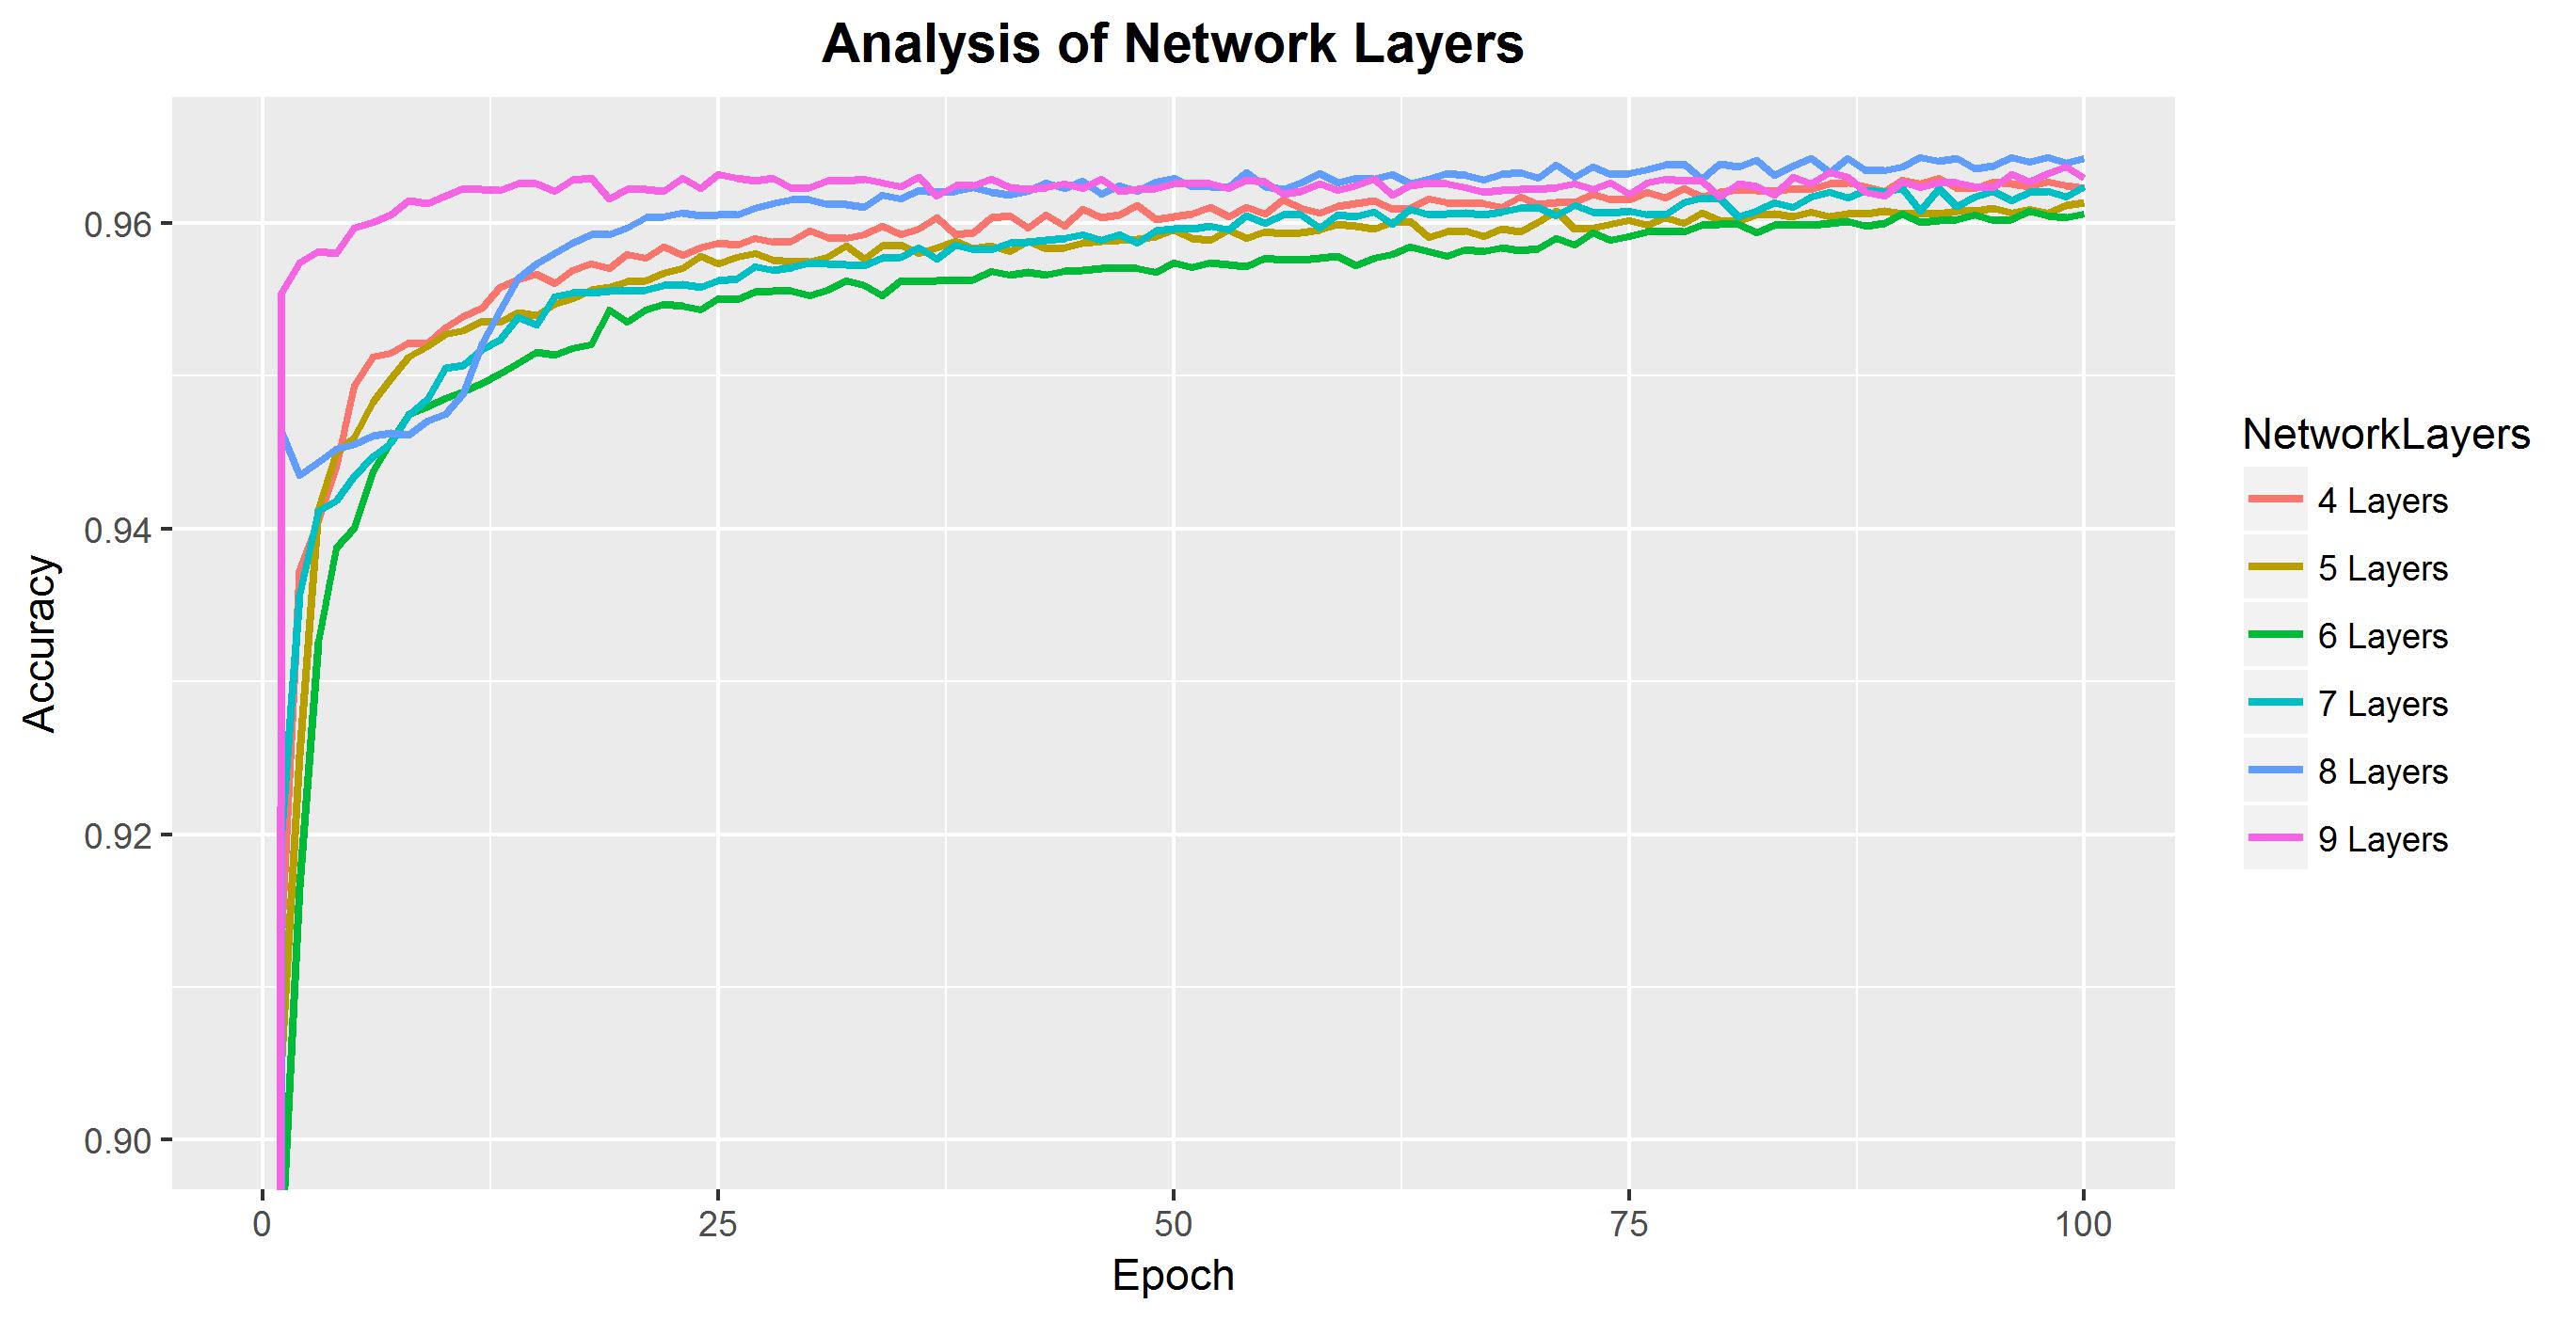 Analysis of Network Layers
Accuracy
0.96
0.94
0.92
0.90
0
25
50
75
100
Epoch
NetworkLayers
4 Layers
5 Layers
6 Layers
7 Layers
8 Layers
9 Layers